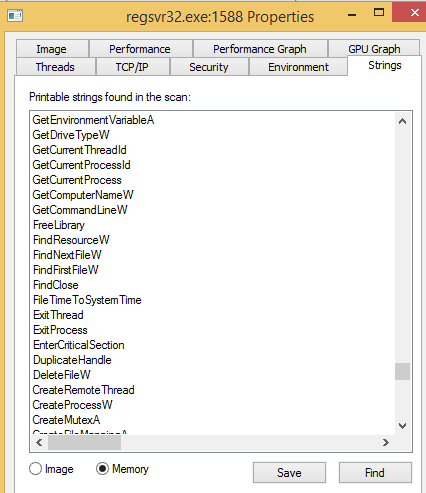 regsvr32.exe:1588 Properties
Image Performance Performance Graph GPU Graph
Threads TCP/IP Security Environment Strings
Printable strings found in the scan:
GetEnvironmentVariableA
GetDriveTypeW
GetCurrentThreadId
GetCurrentProcessId
GetCurrentProcess
GetComputerNameW
GetCommandLineW
FreeLibrary
FindResourceW
FindNextFileW
FindFirstFileW
FindClose
FileTimeToSystemTime
ExitThread
ExitProcess
EnterCriticalSection
DuplicateHandle
DeleteFileW
CreateRemoteThread
CreateProcessW
CreateMutexA
CreateFileMappingA
Image Memory Save Find